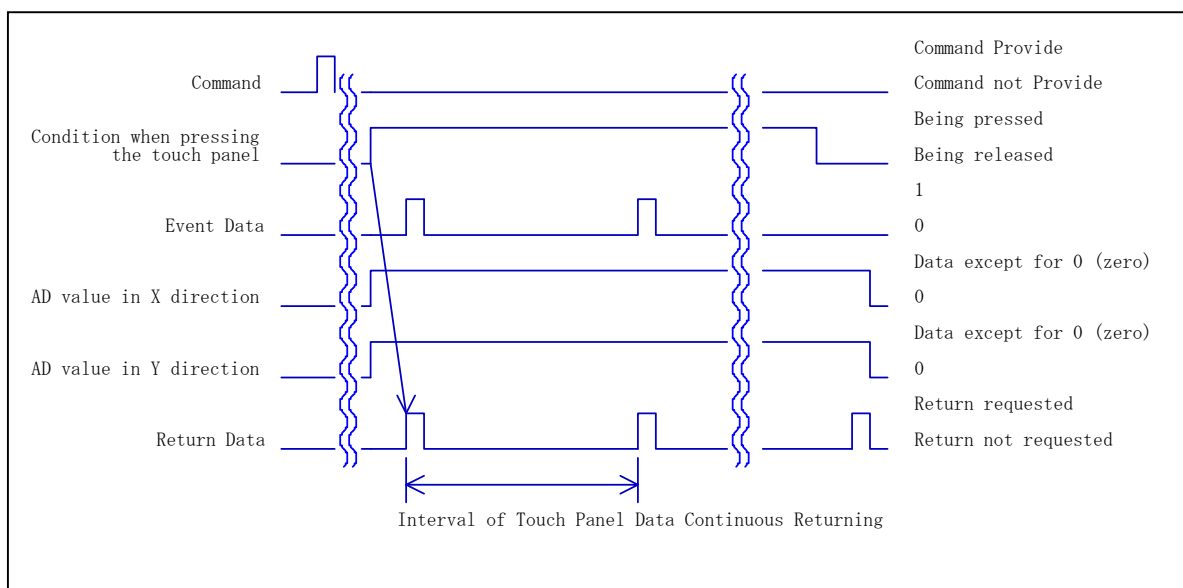 Command Provide
Command
Command not Provide
Condition when pressing
the touch panel
Being pressed
Being released
1
Event Data
0
Data except for 0 (zero)
AD value in X direction
0
Data except for 0 (zero)
AD value in Y direction
0
Return requested
Return Data
Return not requested
Interval of Touch Panel Data Continuous Returning